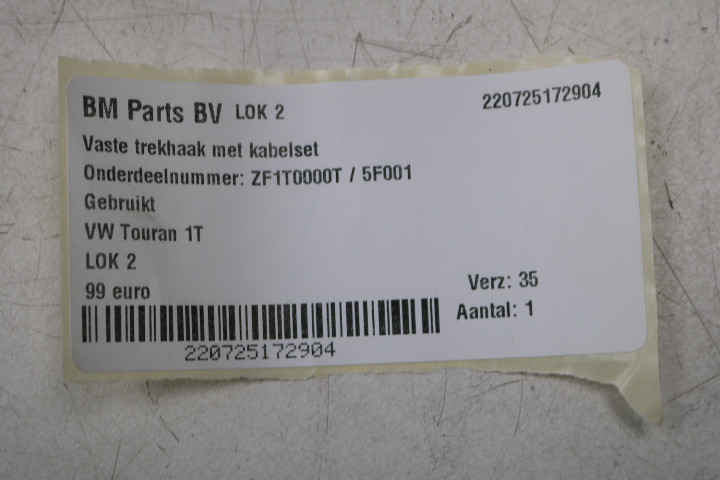 BM Parts BV LOK 2 220725172904
Vaste trekhaak met kabelset
Onderdeelnummer: ZF1T0000T / 5F001
Gebruikt
VW Touran 1T
LOK 2
99 euro Verz: 35
Aantal: 1
220725172904